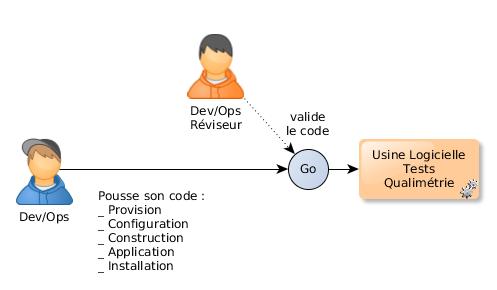 Dev/Ops
Réviseur
valide
le code
Go
Usine Logicielle
Tests
Qualimétrie
Dev/Ops
Pousse son code :
_ Provision
_ Configuration
_ Construction
_ Application
_ Installation